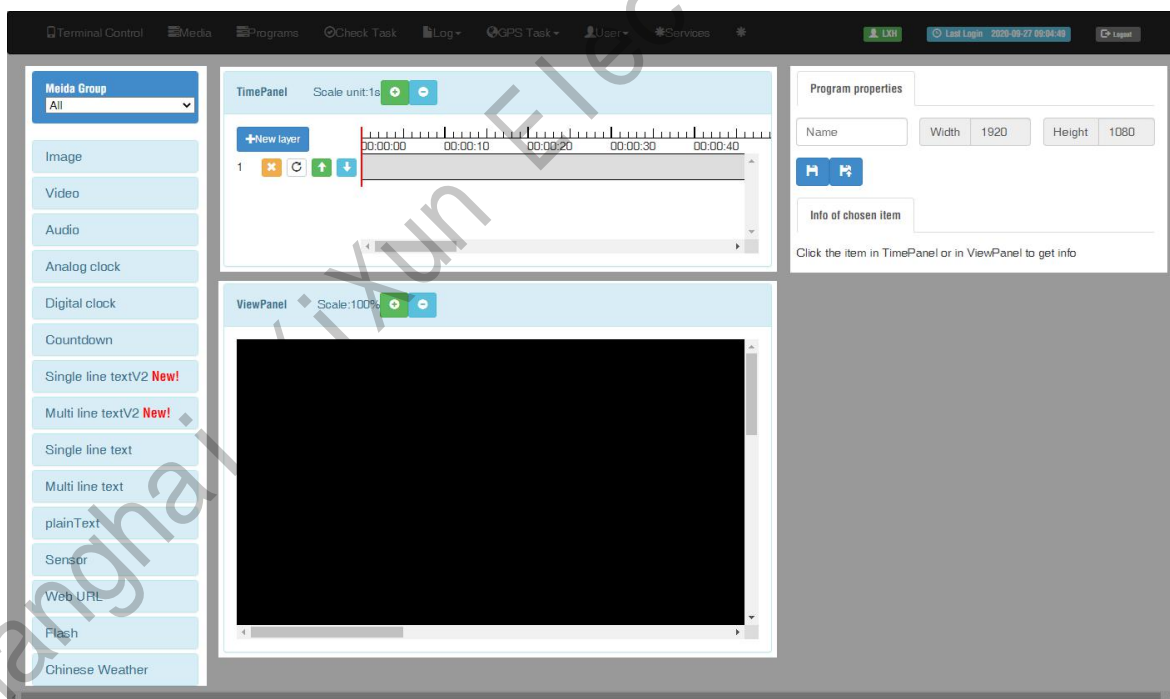 Terminal Control Media Programs Check Task Log GPS Task User Services LXH Last Login 2020-09-27 09:04:49 Logout
Meida Group
All
Image
Video
Audio
Analog clock
Digital clock
Countdown
Single line textV2 New!
Multi line textV2 New!
Single line text
Multi line text
plainText
Sensor
Web URL
Flash
Chinese Weather
TimePanel Scale unit:1s
New layer
00:00:00 00:00:10 00:00:20 00:00:30 00:00:40
1
ViewPanel Scale:100%
Program properties
Name Width 1920 Height 1080
Info of chosen item
Click the item in TimePanel or in ViewPanel to get info
anghai XiXun Elec